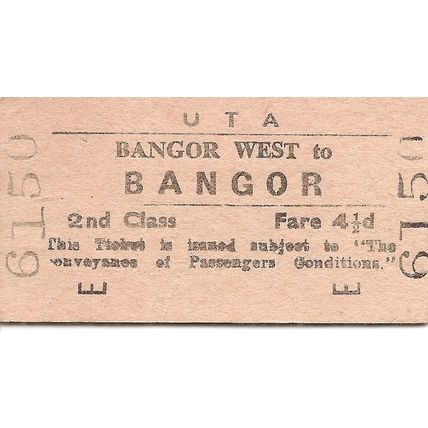 U T A
BANGOR WEST to
BANGOR
2nd Class Fare 4½d
This Ticket is issued subject to "The
onveyance of Passengers Conditions."
E E
6150 6150